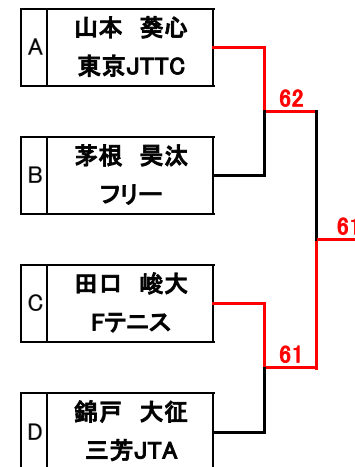 A
山本 葵心
東京JTTC
62
B
茅根 昊汰
フリー
61
C
田口 峻大
Fテニス
61
D
錦戸 大征
三芳JTA